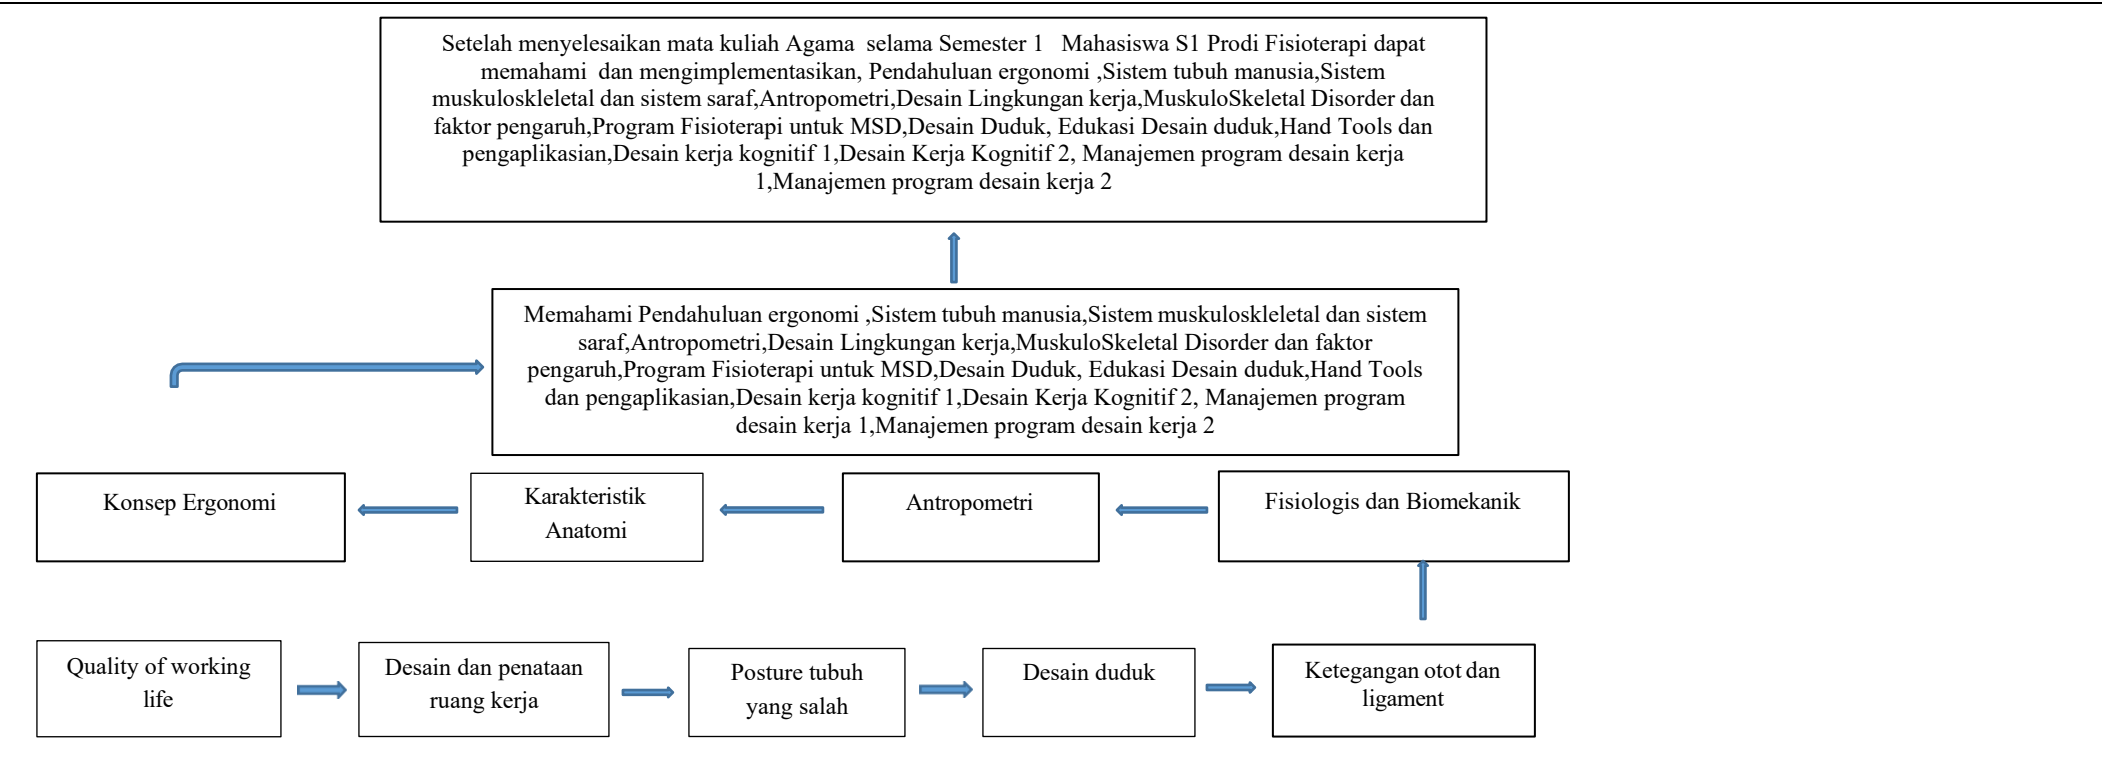 Setelah menyelesaikan mata kuliah Agama  selama Semester 1   Mahasiswa S1 Prodi Fisioterapi dapat
memahami  dan mengimplementasikan, Pendahuluan ergonomi ,Sistem tubuh manusia,Sistem
muskuloskleletal dan sistem saraf,Antropometri,Desain Lingkungan kerja,MuskuloSkeletal Disorder dan
faktor pengaruh,Program Fisioterapi untuk MSD,Desain Duduk, Edukasi Desain duduk,Hand Tools dan
pengaplikasian,Desain kerja kognitif 1,Desain Kerja Kognitif 2, Manajemen program desain kerja
1,Manajemen program desain kerja 2
Memahami Pendahuluan ergonomi ,Sistem tubuh manusia,Sistem muskuloskleletal dan sistem
saraf,Antropometri,Desain Lingkungan kerja,MuskuloSkeletal Disorder dan faktor
pengaruh,Program Fisioterapi untuk MSD,Desain Duduk, Edukasi Desain duduk,Hand Tools
dan pengaplikasian,Desain kerja kognitif 1,Desain Kerja Kognitif 2, Manajemen program
desain kerja 1,Manajemen program desain kerja 2
Konsep Ergonomi
Karakteristik
Anatomi
Antropometri
Fisiologis dan Biomekanik
Quality of working
life
Desain dan penataan
ruang kerja
Posture tubuh
yang salah
Desain duduk
Ketegangan otot dan
ligament